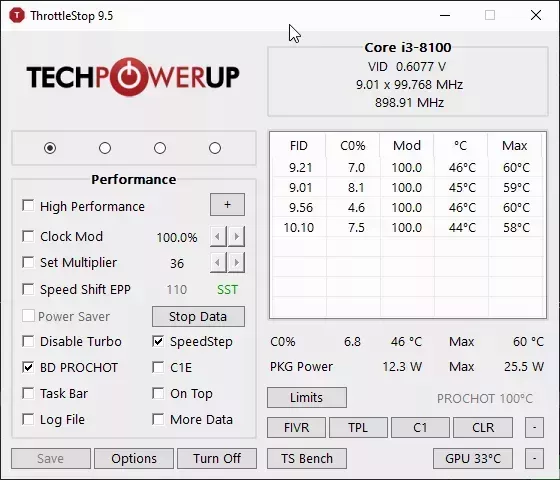 ThrottleStop 9.5
TECHPOWERUP
Core i3-8100
VID 0.6077 V
9.01 x 99.768 MHz
898.91 MHz
Performance
High Performance +
Clock Mod 100.0%
Set Multiplier 36
Speed Shift EPP 110 SST
Power Saver Stop Data
Disable Turbo SpeedStep
BD PROCHOT C1E
Task Bar On Top
Log File More Data
Save Options Turn Off
FID C0% Mod °C Max
9.21 7.0 100.0 46°C 60°C
9.01 8.1 100.0 45°C 59°C
9.56 4.6 100.0 46°C 60°C
10.10 7.5 100.0 44°C 58°C
C0% 6.8 46 °C Max 60 °C
PKG Power 12.3 W Max 25.5 W
Limits PROCHOT 100°C
FIVR TPL C1 CLR -
TS Bench GPU 33°C -